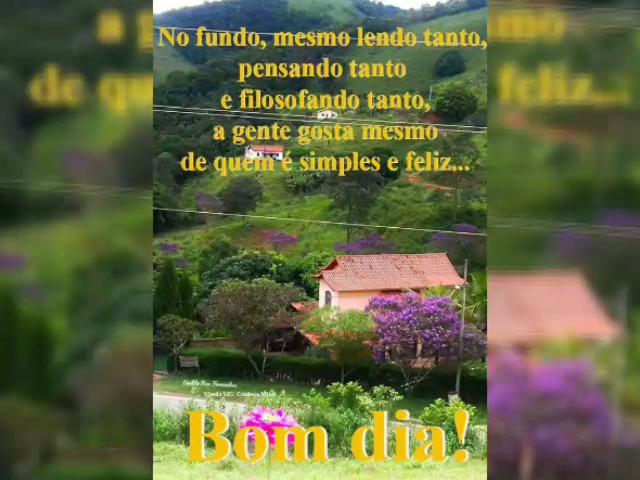 No fundo, mesmo lendo tanto,
pensando tanto
e filosofando tanto,
a gente gosta mesmo
de quem é simples e feliz...
Bom dia!